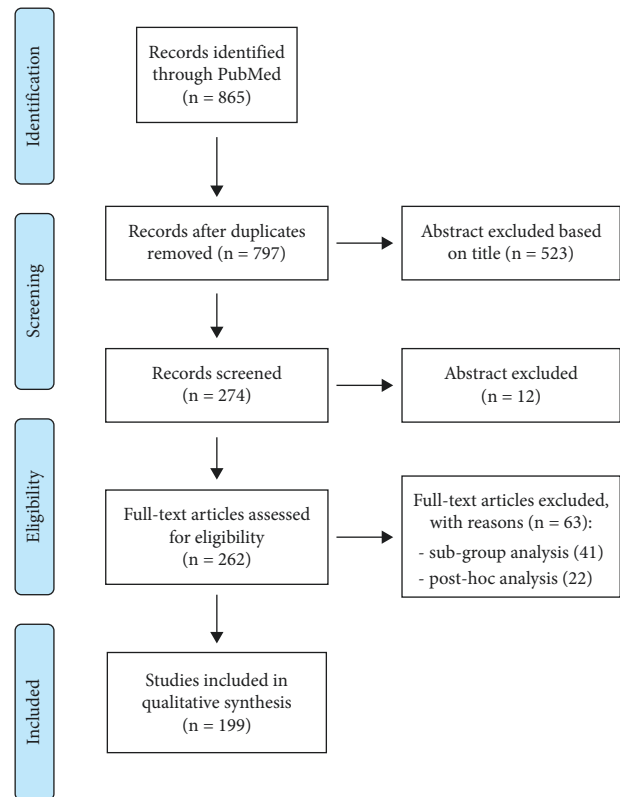 Identification
Records identified
through PubMed
(n = 865)
Screening
Records after duplicates
removed (n = 797)
Abstract excluded based
on title (n = 523)
Records screened
(n = 274)
Abstract excluded
(n = 12)
Eligibility
Full-text articles assessed
for eligibility
(n = 262)
Full-text articles excluded,
with reasons (n = 63):
- sub-group analysis (41)
- post-hoc analysis (22)
Included
Studies included in
qualitative synthesis
(n = 199)